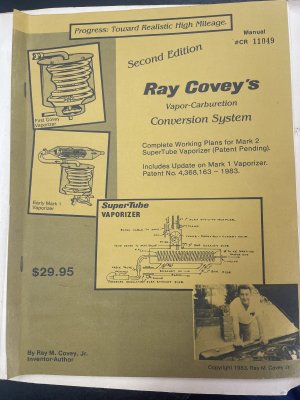 Progress: Toward Realistic High Mileage.
Manual
#CR 11049
Second Edition
Ray Covey's
Vapor-Carburetion
Conversion System
First Covey
Vaporizer
Complete Working Plans for Mark 2
SuperTube Vaporizer (Patent Pending).
Includes Update on Mark 1 Vaporizer.
Patent No. 4,368,163 – 1983.
Early Mark 1
Vaporizer
SuperTube
VAPORIZER
$29.95
By Ray M. Covey, Jr.
Inventor-Author
Copyright 1983, Ray M. Covey Jr